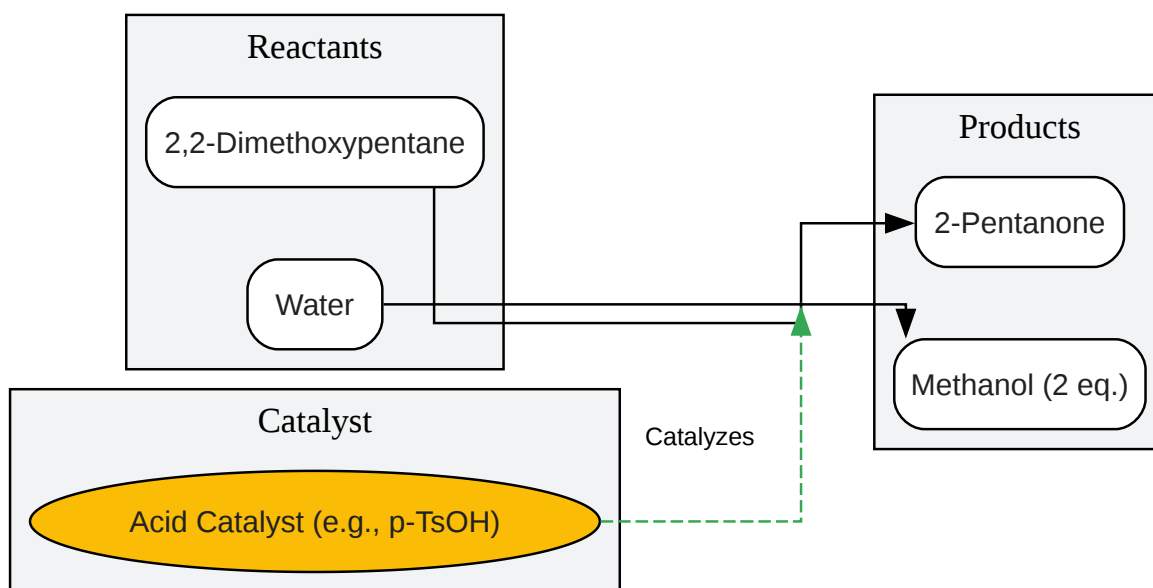 Reactants
2,2-Dimethoxypentane
Water
Products
2-Pentanone
Methanol (2 eq.)
Catalyst
Catalyzes
Acid Catalyst (e.g., p-TsOH)